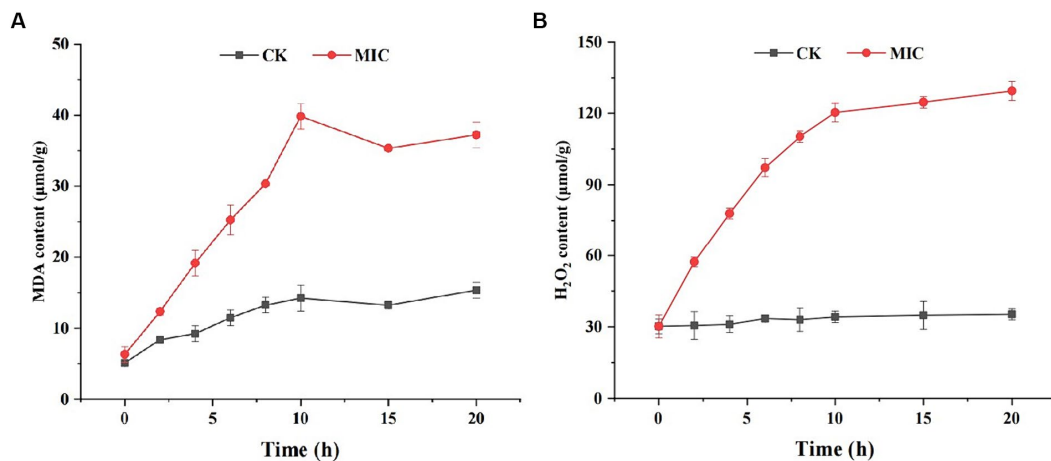 A
CK
MIC
MDA content (μmol/g)
50
40
30
20
10
0
0 5 10 15 20
Time (h)
B
CK
MIC
H₂O₂ content (μmol/g)
150
120
90
60
30
0
0 5 10 15 20
Time (h)